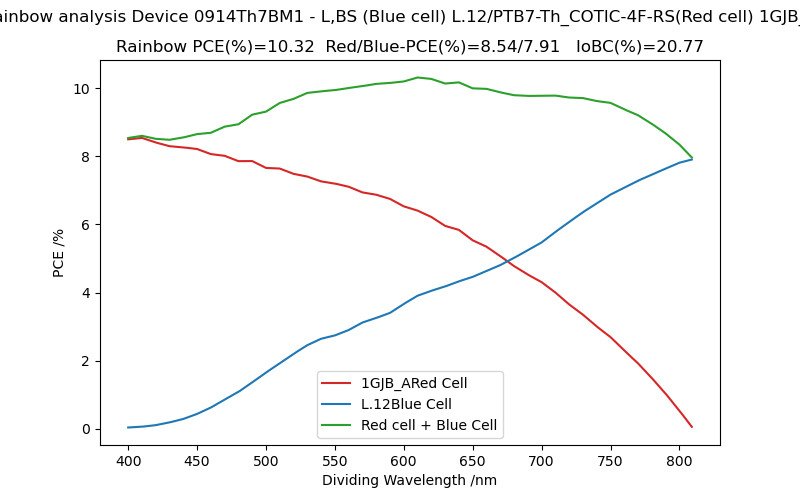 analysis Device 0914Th7BM1 - L,BS (Blue cell) L.12/PTB7-Th_COTIC-4F-RS(Red cell)
Rainbow PCE(%)=10.32 Red/Blue-PCE(%)=8.54/7.91 IoBC(%)=20.77
10
8
6
4
2
0
PCE /%
1GJB_ARed Cell
L.12Blue Cell
Red cell + Blue Cell
400 450 500 550 600 650 700 750 800
Dividing Wavelength /nm